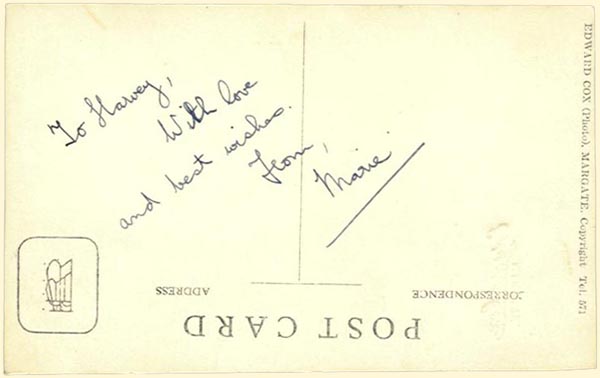 To Harvey,
With love
and best wishes.
From,
Marie
EDWARD COX (Photo), MARGATE. Copyright Tel. 571
CORRESPONDENCE
ADDRESS
POST CARD